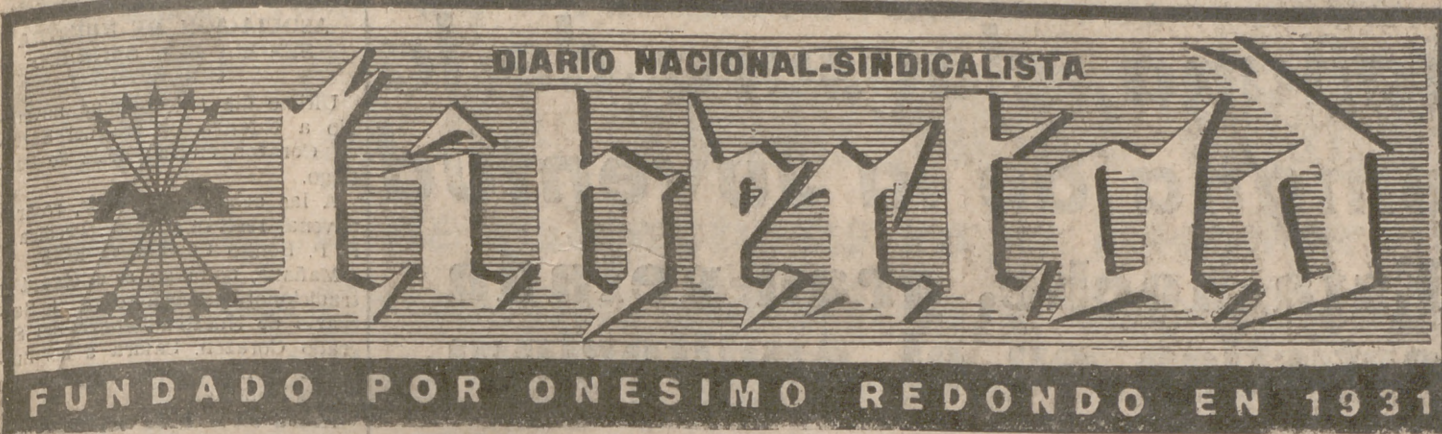 DIARIO NACIONAL-SINDICALISTA
Libertad
FUNDADO POR ONESIMO REDONDO EN 1931